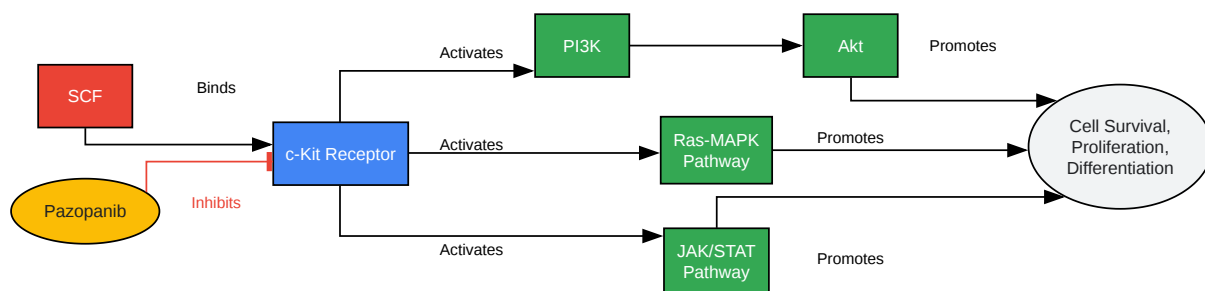 SCF
Binds
Pazopanib
Inhibits
c-Kit Receptor
Activates
PI3K
Akt
Promotes
Activates
Ras-MAPK
Pathway
Promotes
Activates
JAK/STAT
Pathway
Promotes
Cell Survival,
Proliferation,
Differentiation